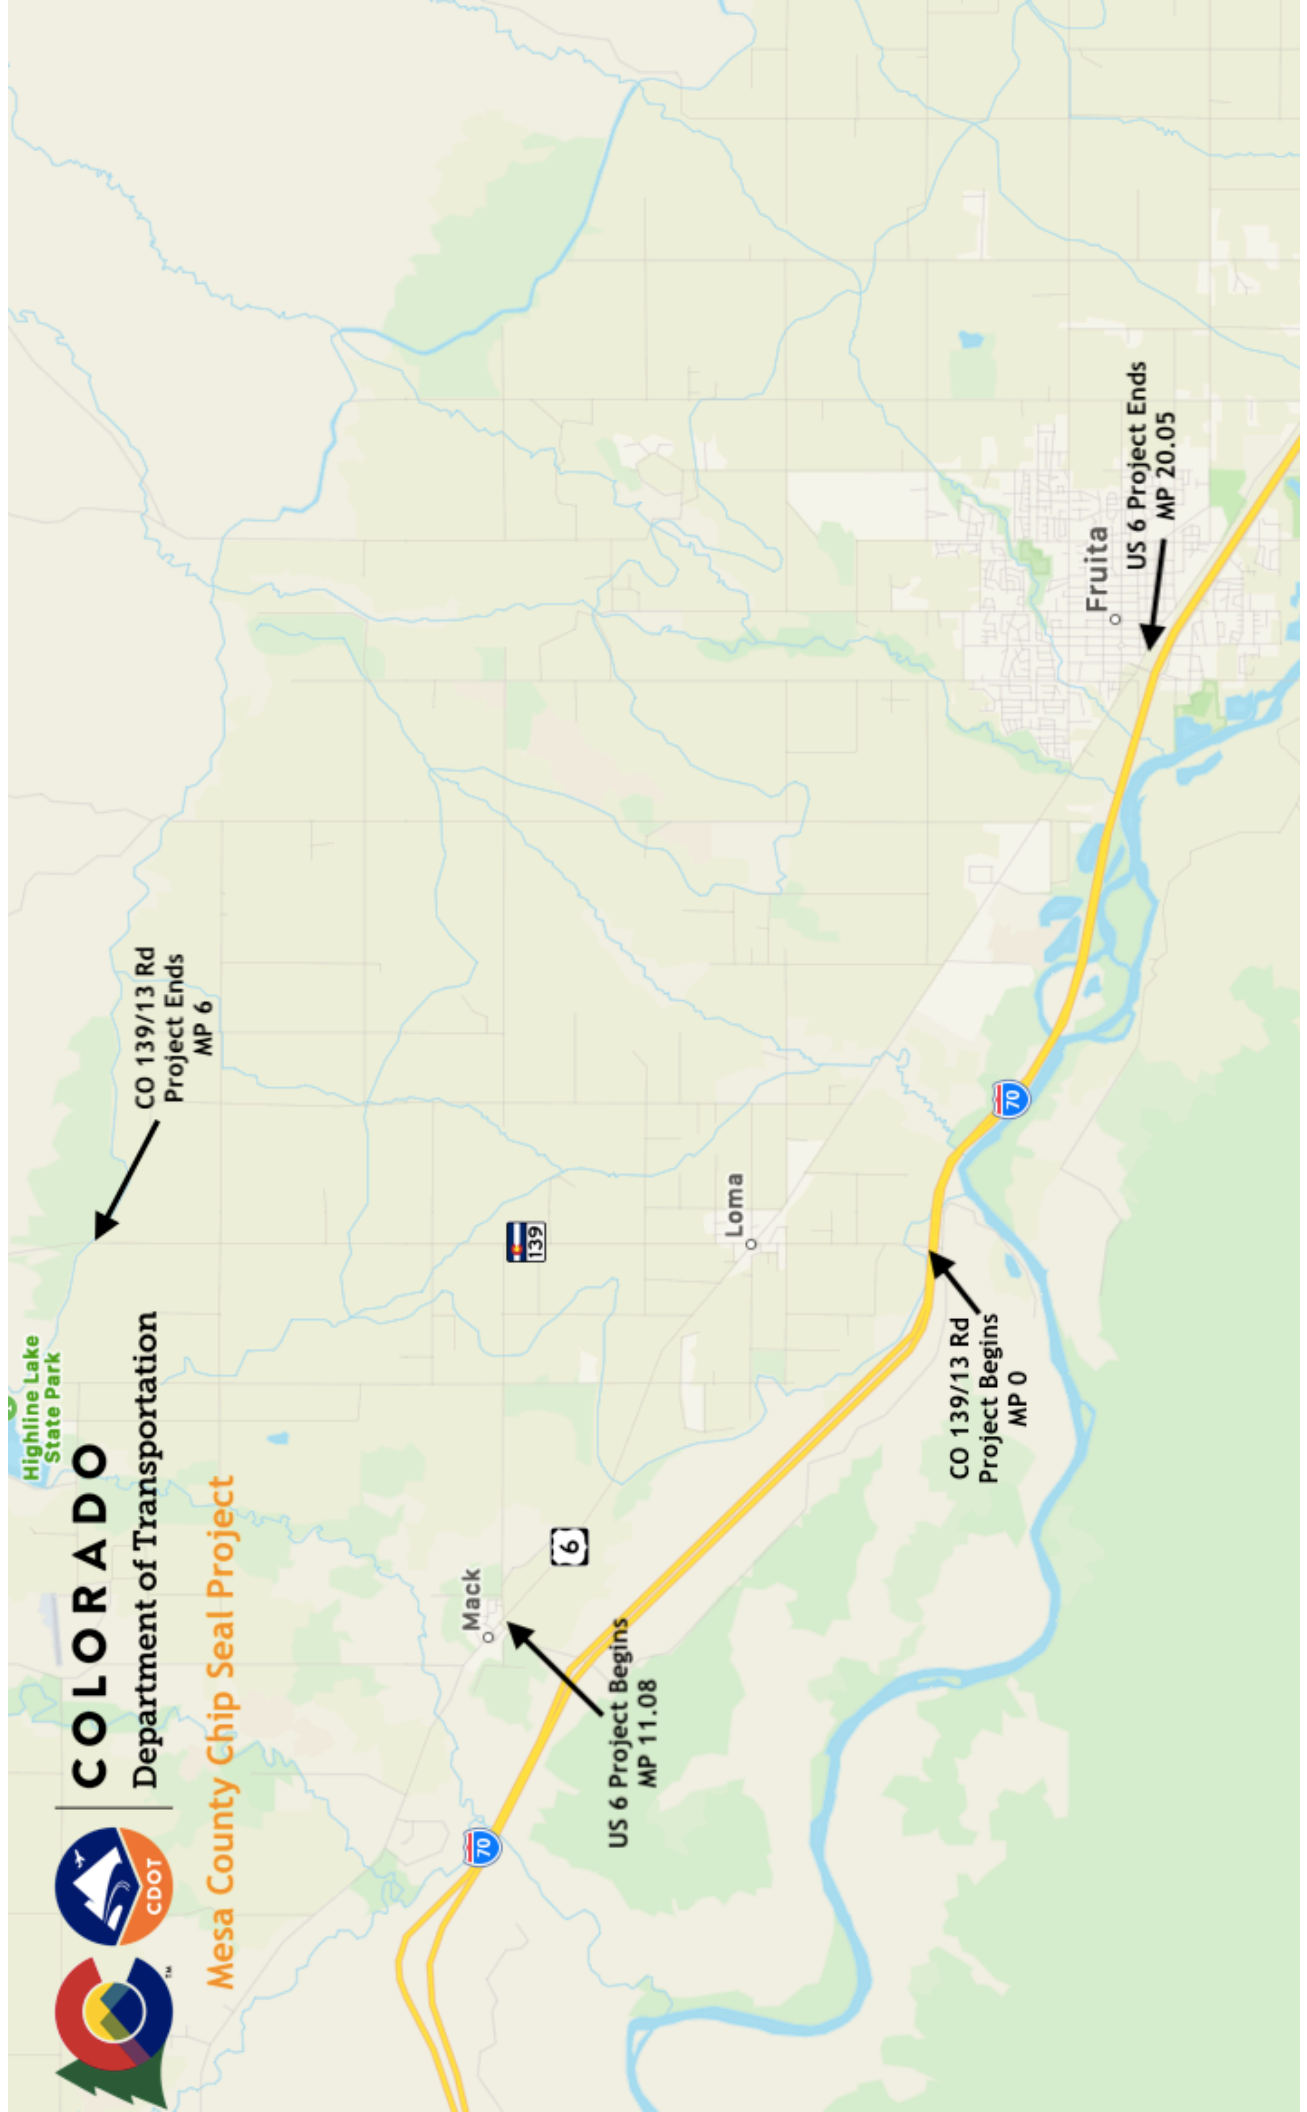 COLORADO
Department of Transportation
CDOT
TM
Mesa County Chip Seal Project
Highline Lake
State Park
CO 139/13 Rd
Project Ends
MP 6
139
Mack
6
Loma
70
US 6 Project Begins
MP 11.08
70
CO 139/13 Rd
Project Begins
MP 0
Fruita
US 6 Project Ends
MP 20.05